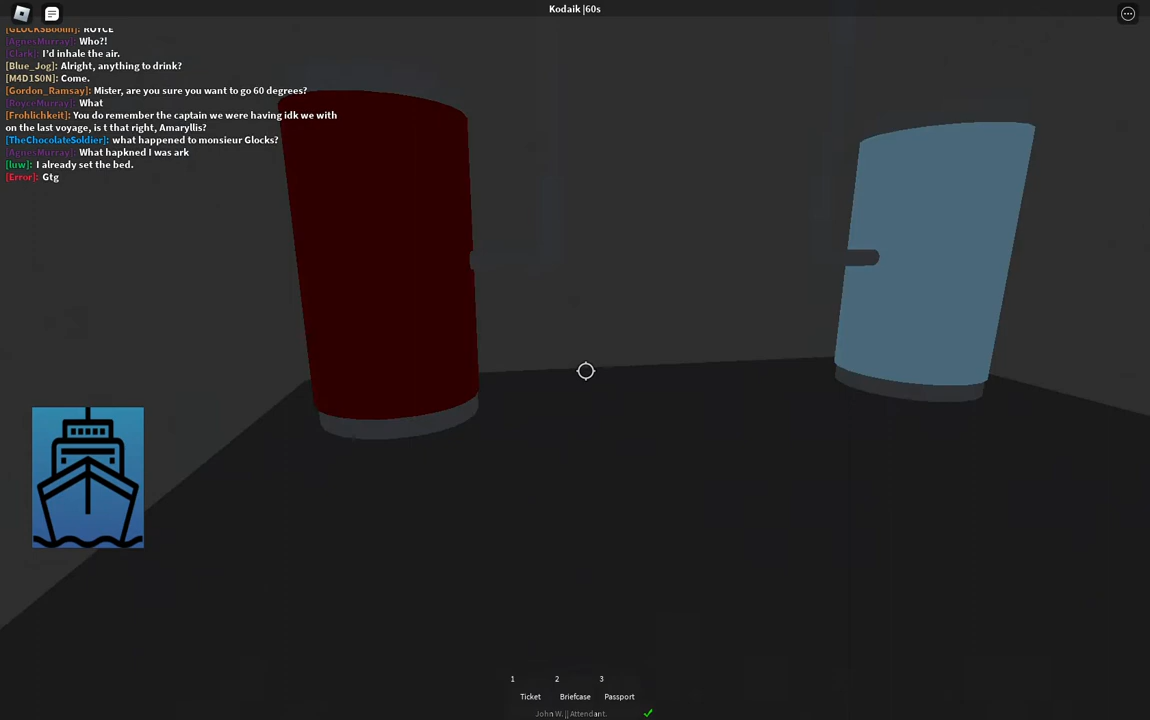 Kodaik |60s
[GLOCKSBoolin]: ROYCE
[AgnesMurray]: Who?!
[Clark]: I'd inhale the air.
[Blue_Jog]: Alright, anything to drink?
[M4D1S0N]: Come.
[Gordon_Ramsay]: Mister, are you sure you want to go 60 degrees?
[RoyceMurray]: What
[Frohlichkeit]: You do remember the captain we were having idk we with
on the last voyage, is t that right, Amaryllis?
[TheChocolateSoldier]: what happened to monsieur Glocks?
[AgnesMurray]: What hapkned I was ark
[luw]: I already set the bed.
[Error]: Gtg
1 2 3
Ticket Briefcase Passport
John W. || Attendant.